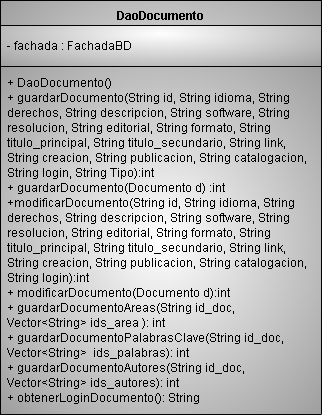 DaoDocumento
- fachada : FachadaBD
+ DaoDocumento()
+ guardarDocumento(String id, String idioma, String
derechos, String descripcion, String software, String
resolucion, String editorial, String formato, String
titulo_principal, String titulo_secundario, String link,
String creacion, String publicacion, String catalogacion,
String login, String Tipo):int
+ guardarDocumento(Documento d) :int
+modificarDocumento(String id, String idioma, String
derechos, String descripcion, String software, String
resolucion, String editorial, String formato, String
titulo_principal, String titulo_secundario, String link,
String creacion, String publicacion, String catalogacion,
String login):int
+ modificarDocumento(Documento d):int
+ guardarDocumentoAreas(String id_doc,
Vector<String> ids_area ): int
+ guardarDocumentoPalabrasClave(String id_doc,
Vector<String> ids_palabras): int
+ guardarDocumentoAutores(String id_doc,
Vector<String> ids_autores): int
+ obtenerLoginDocumento(): String